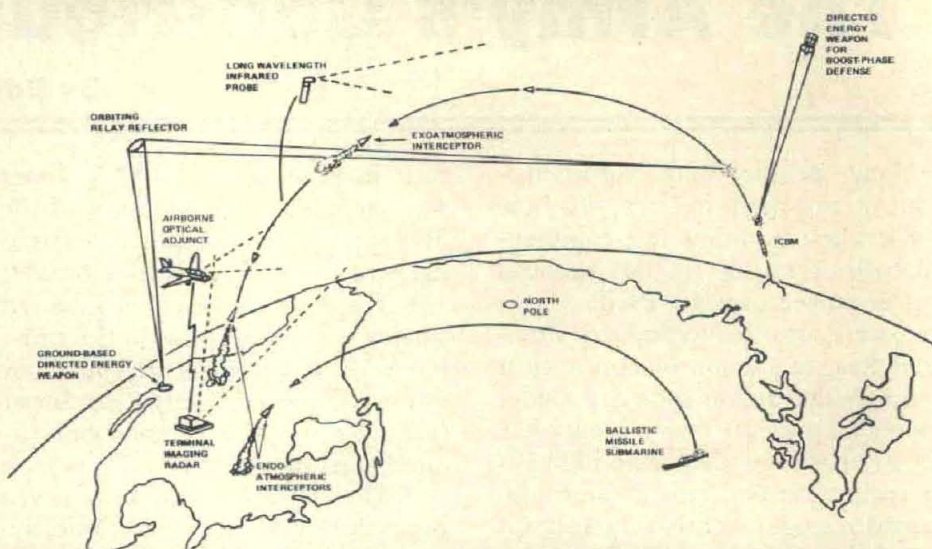 DIRECTED
ENERGY
WEAPON
FOR
BOOST-PHASE
DEFENSE
LONG WAVELENGTH
INFRARED
PROBE
ORBITING
RELAY REFLECTOR
EXOATMOSPHERIC
INTERCEPTOR
AIRBORNE
OPTICAL
ADJUNCT
ICBM
NORTH
POLE
GROUND-BASED
DIRECTED ENERGY
WEAPON
TERMINAL
IMAGING
RADAR
ENDO-
ATMOSPHERIC
INTERCEPTORS
BALLISTIC
MISSILE
SUBMARINE